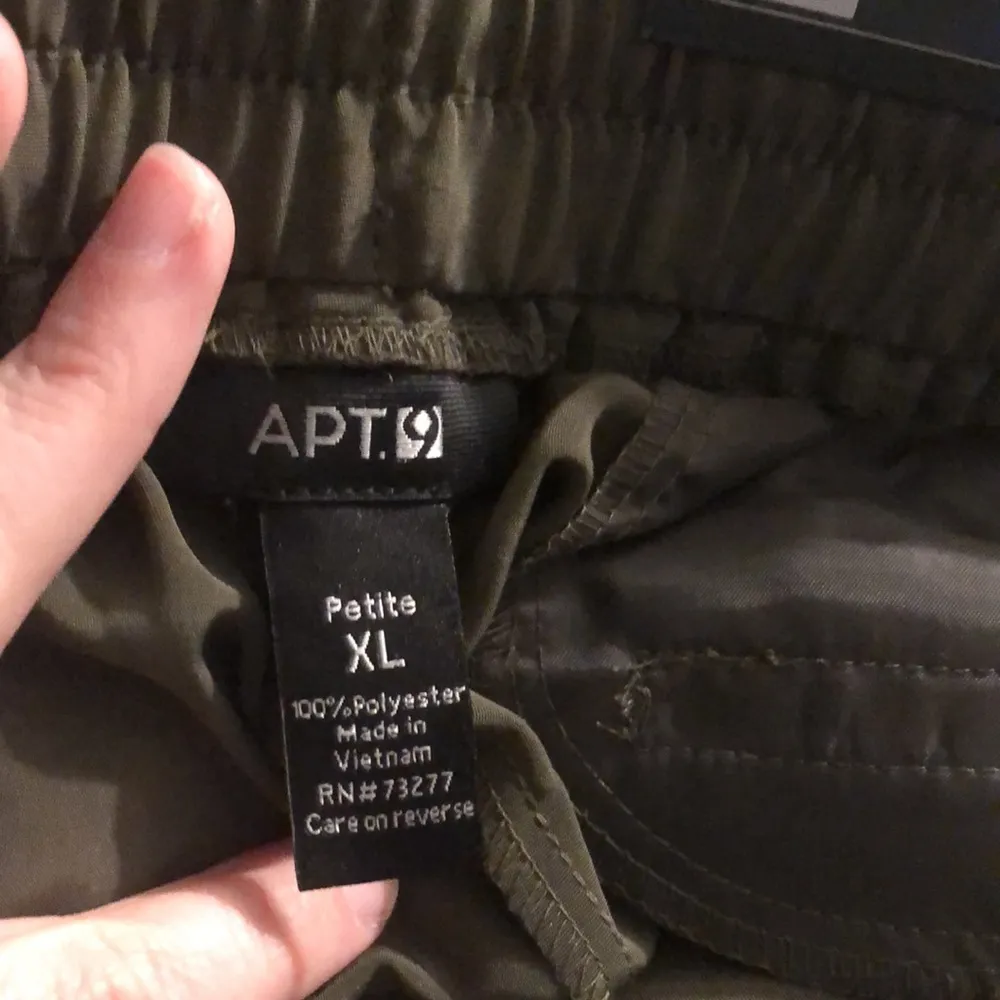 APT.9
Petite
XL
100% Polyester
Made in
Vietnam
RN#73277
Care on reverse